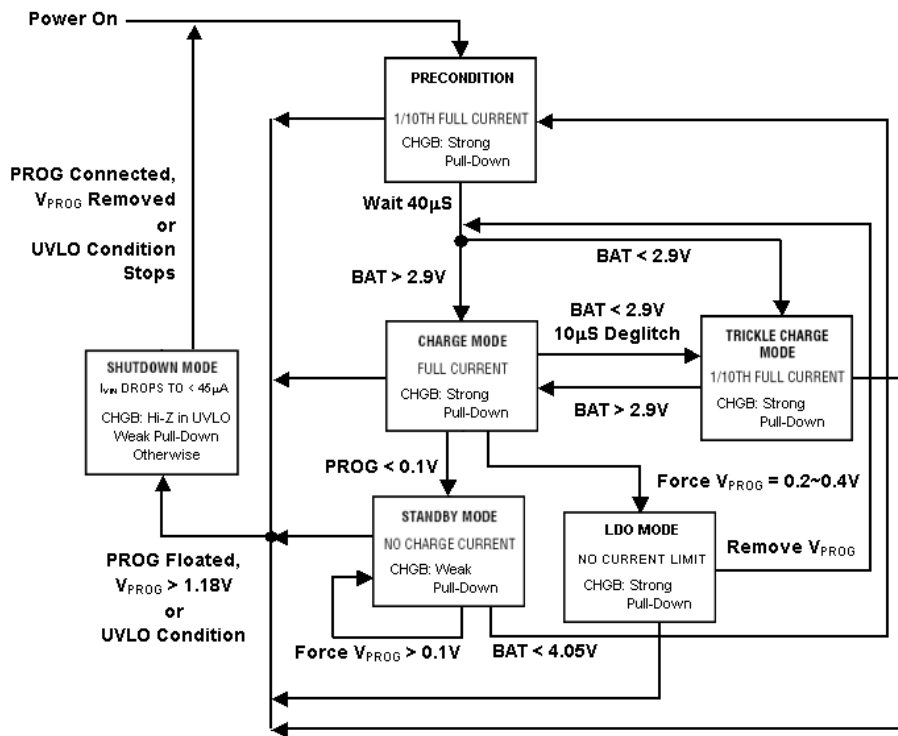 Power On
PRECONDITION
1/10TH FULL CURRENT
CHGB: Strong
Pull-Down
PROG Connected,
VPROG Removed
or
UVLO Condition
Stops
Wait 40µS
BAT > 2.9V
BAT < 2.9V
BAT < 2.9V
10µS Deglitch
CHARGE MODE
FULL CURRENT
CHGB: Strong
Pull-Down
TRICKLE CHARGE
MODE
1/10TH FULL CURRENT
CHGB: Strong
Pull-Down
BAT > 2.9V
SHUTDOWN MODE
IVIN DROPS TO < 45µA
CHGB: Hi-Z in UVLO
Weak Pull-Down
Otherwise
PROG < 0.1V
Force VPROG = 0.2~0.4V
STANDBY MODE
NO CHARGE CURRENT
CHGB: Weak
Pull-Down
LDO MODE
NO CURRENT LIMIT
CHGB: Strong
Pull-Down
Remove VPROG
PROG Floated,
VPROG > 1.18V
or
UVLO Condition
Force VPROG > 0.1V
BAT < 4.05V